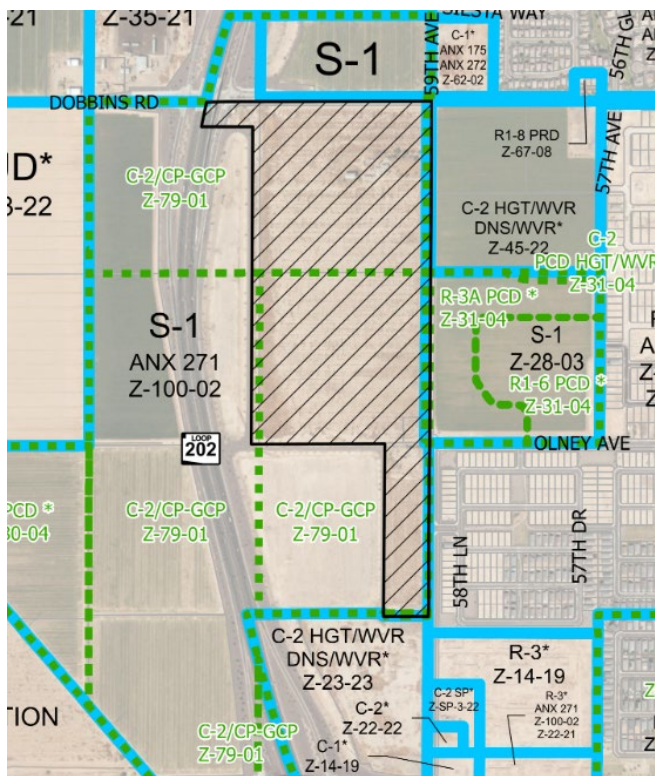 -21
Z-35-21
SIESTA WAY
S-1
59TH AVE
C-1*
ANX 175
ANX 272
Z-62-02
56TH GL
DOBBINS RD
R1-8 PRD
Z-67-08
57TH AVE
UD*
3-22
C-2/CP-GCP
Z-79-01
C-2 HGT/WVR
DNS/WVR*
Z-45-22
C-2
PCD HGT/WVR
Z-31-04
R-3A PCD *
Z-31-04
S-1
ANX 271
Z-100-02
S-1
Z-28-03
R1-6 PCD *
Z-31-04
LOOP
202
OLNEY AVE
PCD *
80-04
C-2/CP-GCP
Z-79-01
C-2/CP-GCP
Z-79-01
58TH LN
57TH DR
C-2 HGT/WVR
DNS/WVR*
Z-23-23
R-3*
Z-14-19
C-2 SP*
Z-SP-3-22
R-3*
ANX 271
Z-100-02
Z-22-21
C-2*
Z-22-22
TION
C-2/CP-GCP
Z-79-01
C-1*
Z-14-19